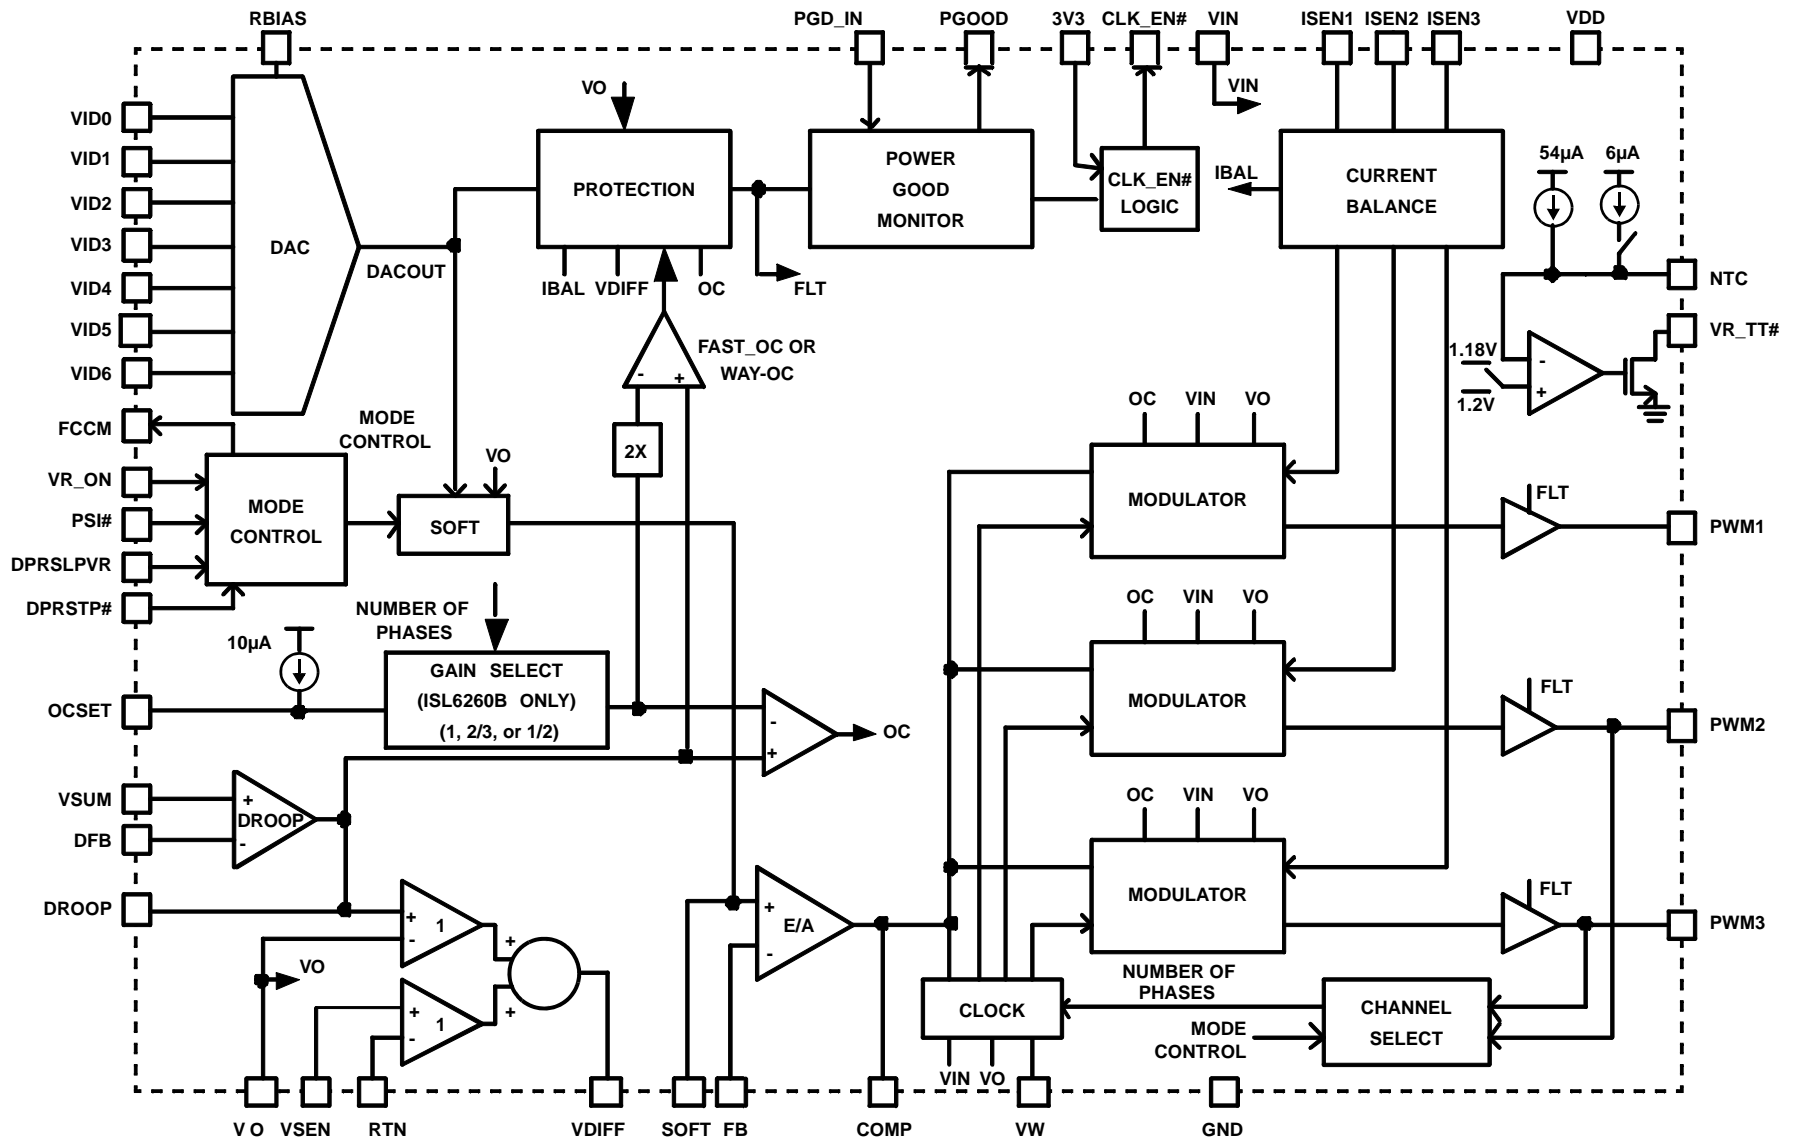 RBIAS PGD_IN PGOOD 3V3 CLK_EN# VIN ISEN1 ISEN2 ISEN3 VDD
VID0
VID1
VID2
VID3
VID4
VID5
VID6
FCCM
VR_ON
PSI#
DPRSLPVR
DPRSTP#
OCSET
VSUM
DFB
DROOP
DAC
DACOUT
VO
PROTECTION
IBAL VDIFF OC
FLT
POWER
GOOD
MONITOR
CLK_EN#
LOGIC
VIN
IBAL
CURRENT
BALANCE
54µA 6µA
NTC
VR_TT#
1.18V
1.2V
-
+
FAST_OC OR
WAY-OC
- +
2X
MODE
CONTROL
VO
MODE
CONTROL
SOFT
NUMBER OF
PHASES
10µA
GAIN SELECT
(ISL6260B ONLY)
(1, 2/3, or 1/2)
-
+
OC
+
DROOP
-
+
1
-
+
VO
+
1
-
+
+
E/A
-
OC VIN VO
MODULATOR
FLT
PWM1
OC VIN VO
MODULATOR
FLT
PWM2
OC VIN VO
MODULATOR
FLT
PWM3
CLOCK
VIN VO
NUMBER OF
PHASES
MODE
CONTROL
CHANNEL
SELECT
V O VSEN RTN VDIFF SOFT FB COMP VW GND